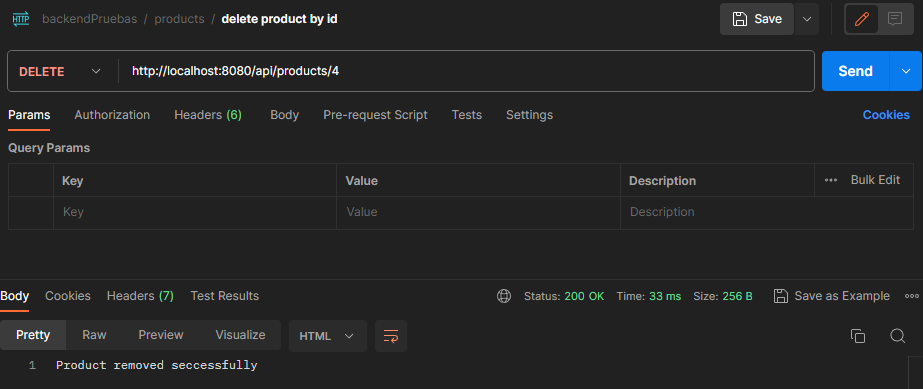 HTTP backendPruebas / products / delete product by id Save
DELETE http://localhost:8080/api/products/4 Send
Params Authorization Headers (6) Body Pre-request Script Tests Settings Cookies
Query Params
Key Value Description Bulk Edit
Key Value Description
Body Cookies Headers (7) Test Results Status: 200 OK Time: 33 ms Size: 256 B Save as Example
Pretty Raw Preview Visualize HTML
1 Product removed seccessfully